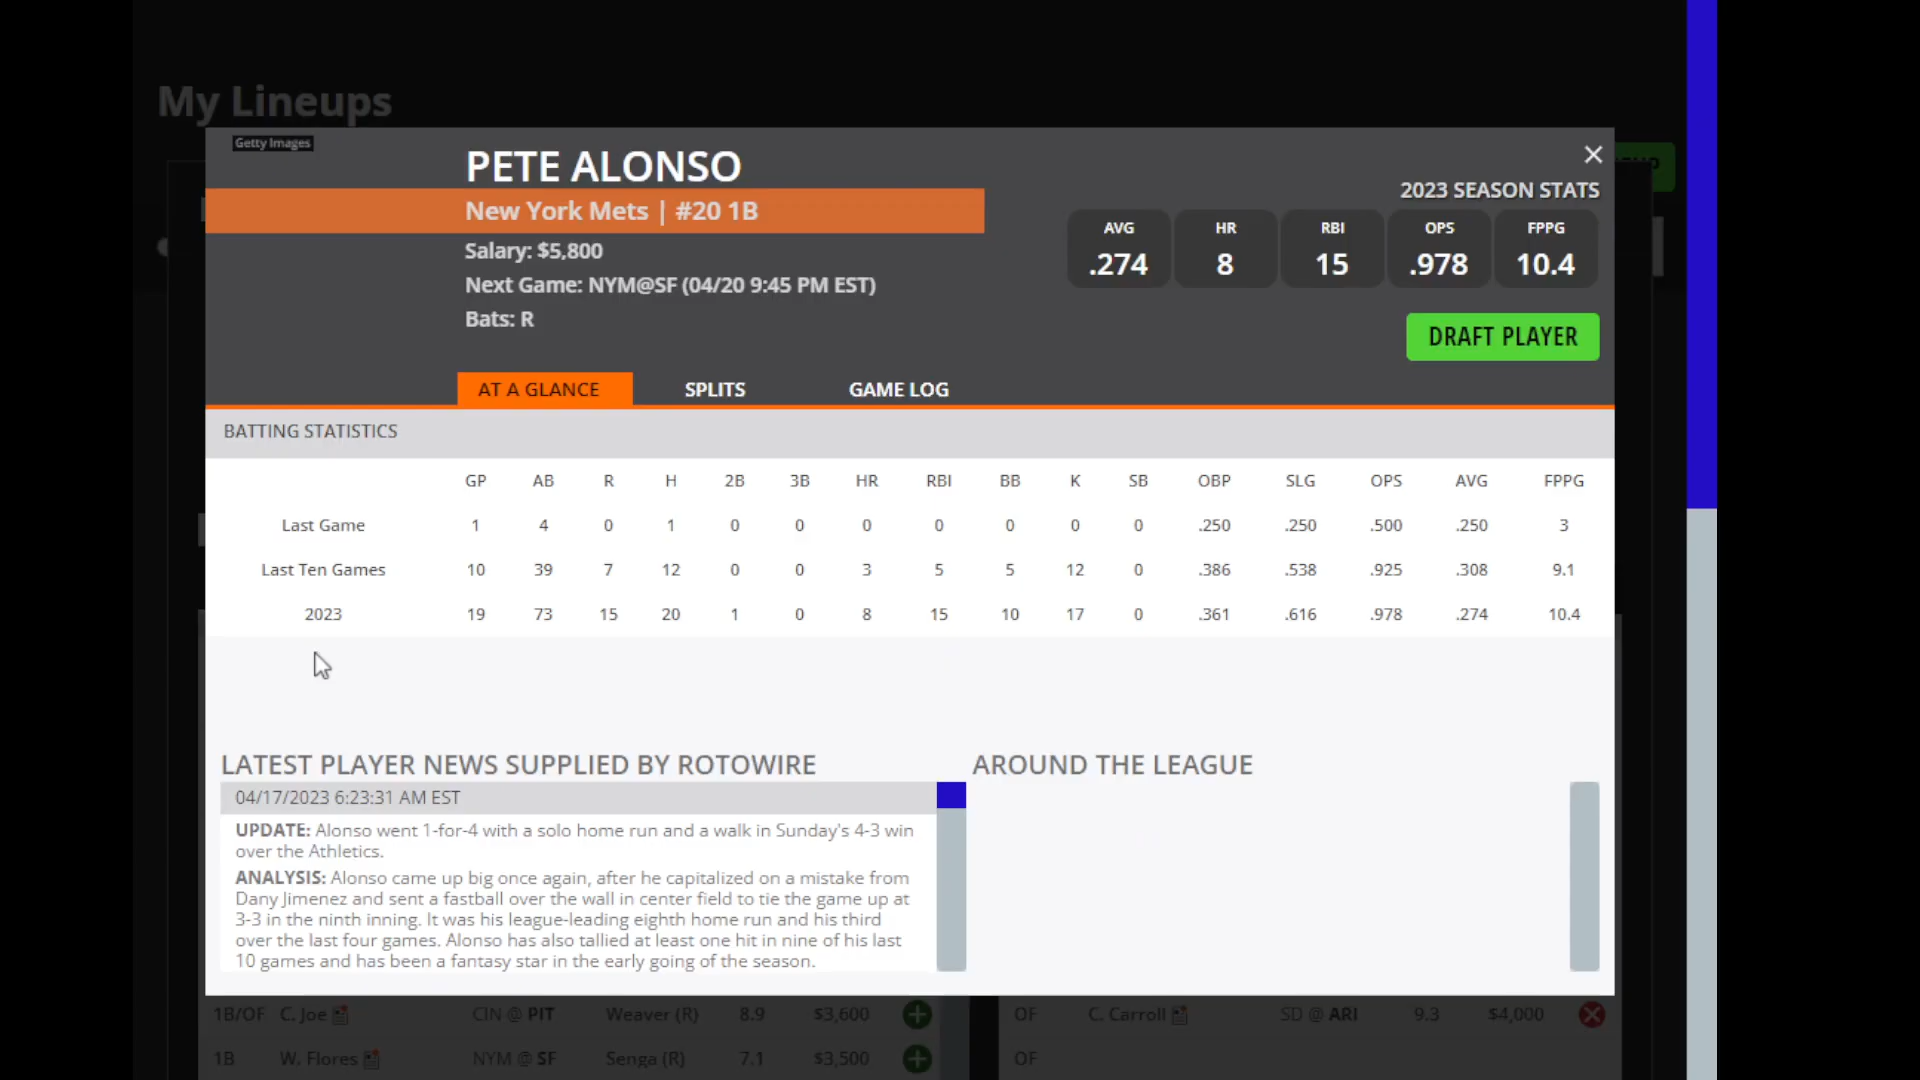 My Lineups
Getty Images
PETE ALONSO
New York Mets | #20 1B
Salary: $5,800
Next Game: NYM@SF (04/20 9:45 PM EST)
Bats: R
2023 SEASON STATS
AVG HR RBI OPS FPPG
.274 8 15 .978 10.4
DRAFT PLAYER
AT A GLANCE SPLITS GAME LOG
BATTING STATISTICS
GP AB R H 2B 3B HR RBI BB K SB OBP SLG OPS AVG FPPG
Last Game 1 4 0 1 0 0 0 0 0 0 0 .250 .250 .500 .250 3
Last Ten Games 10 39 7 12 0 0 3 5 5 12 0 .386 .538 .925 .308 9.1
2023 19 73 15 20 1 0 8 15 10 17 0 .361 .616 .978 .274 10.4
LATEST PLAYER NEWS SUPPLIED BY ROTOWIRE
04/17/2023 6:23:31 AM EST
UPDATE: Alonso went 1-for-4 with a solo home run and a walk in Sunday's 4-3 win
over the Athletics.
ANALYSIS: Alonso came up big once again, after he capitalized on a mistake from
Dany Jimenez and sent a fastball over the wall in center field to tie the game up at
3-3 in the ninth inning. It was his league-leading eighth home run and his third
over the last four games. Alonso has also tallied at least one hit in nine of his last
10 games and has been a fantasy star in the early going of the season.
AROUND THE LEAGUE
1B/OF C. Joe CIN @ PIT Weaver (R) 8.9 $3,600
1B W. Flores NYM @ SF Senga (R) 7.1 $3,500
OF C. Carroll SD @ ARI 9.3 $4,000
OF